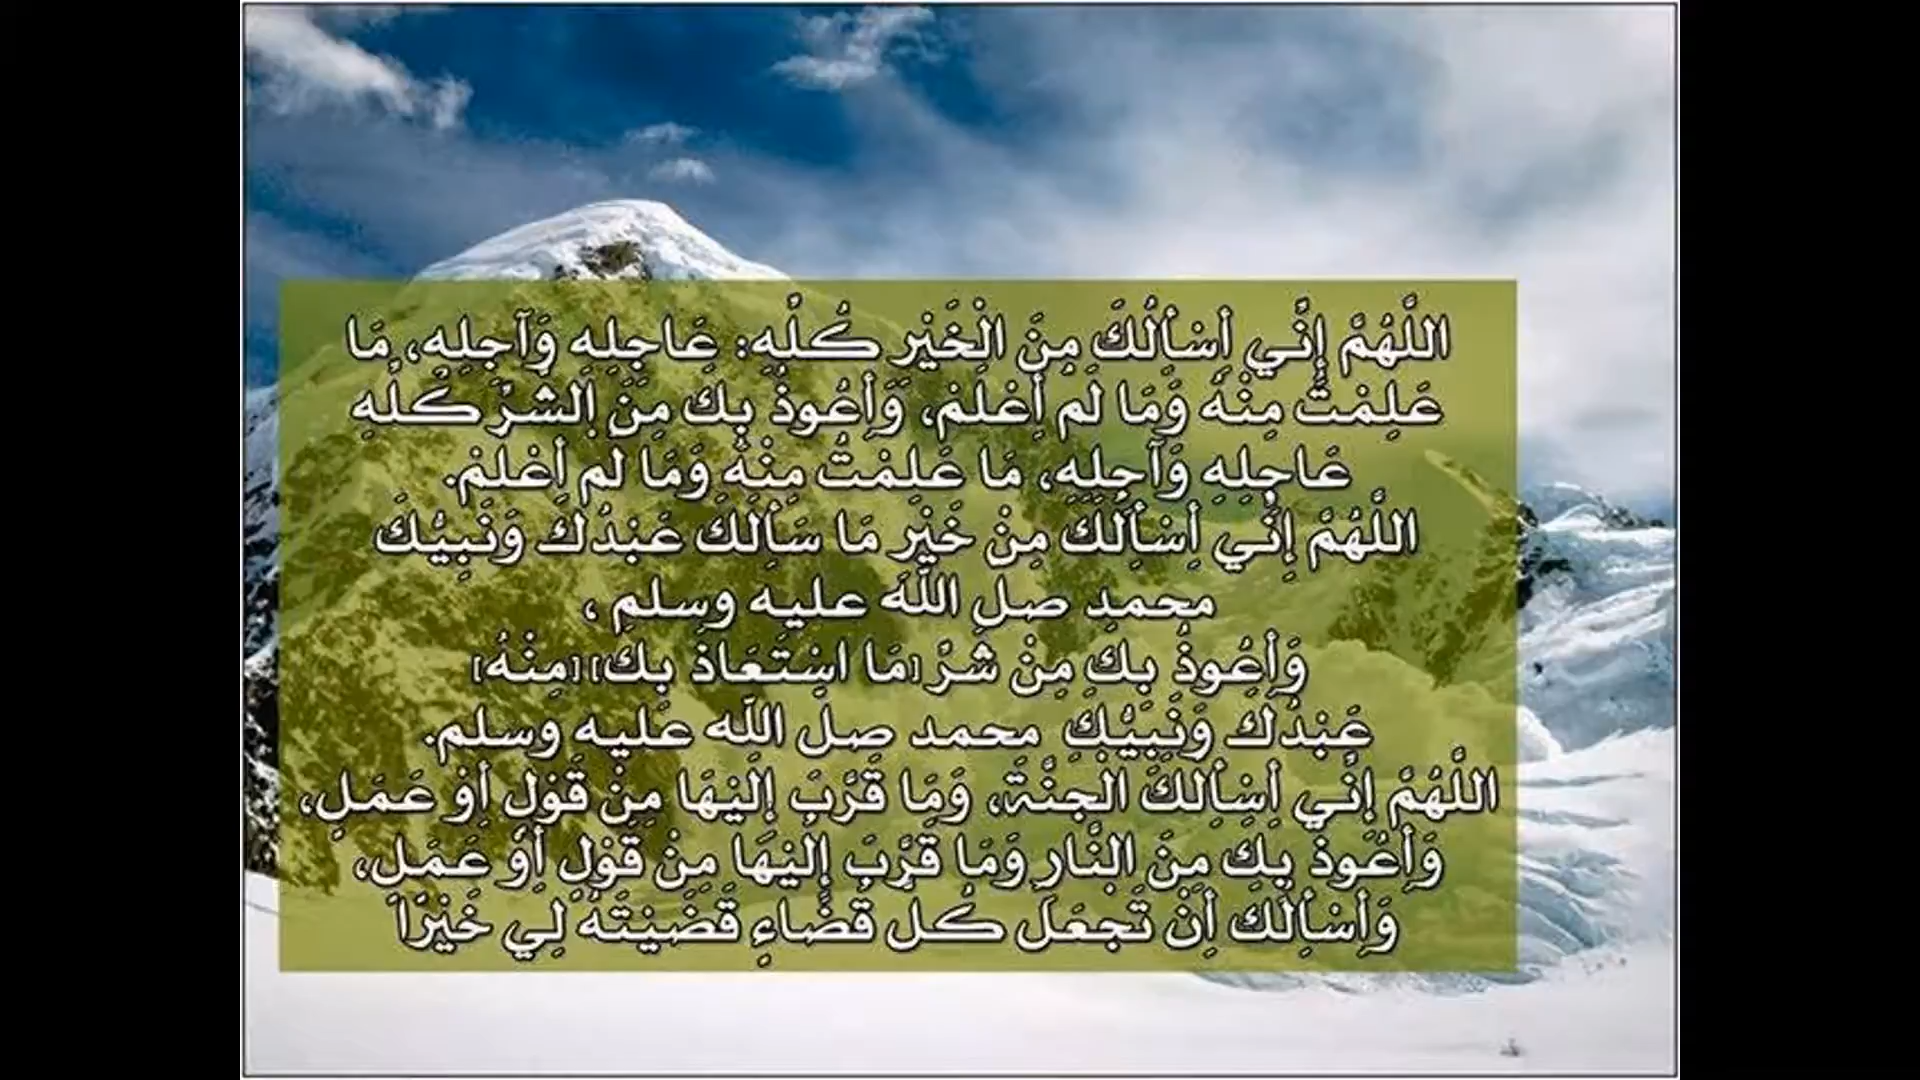 اللَّهُمَّ إِنَّي أِسْأَلُكَ مِنَ الْخَيْرِ كُلِّهِ: عَاجِلِهِ وَآجِلِهِ، مَا
عَلِمْتُ مِنْهُ وَمَا لَم أِعْلَمْ، وَأَعُوذُ بِكَ مِنَ الشَّرِّ كُلِّهِ
عَاجِلِهِ وَآجِلِهِ، مَا عَلِمْتُ مِنْهُ وَمَا لَمْ أِعْلَمْ.
اللَّهُمَّ إِنَّي أِسْأَلُكَ مِنْ خَيْرِ مَا سَأَلَكَ عَبْدُكَ وَنَبِيُّكَ
محمد صل الله عليه وسلم ،
وَأَعُوذُ بِكَ مِنْ شَرِّ [مَا اسْتَعَاذَ بِكَ] [مِنْهُ]
عَبْدُكَ وَنَبِيُّكَ محمد صل الله عليه وسلم.
اللَّهُمَّ إِنَّي أِسْأَلُكَ الْجَنَّةَ، وَمَا قَرَّبَ إِلَيْهَا مِنْ قَوْلٍ أَوْ عَمَلٍ،
وَأَعُوذُ بِكَ مِنَ النَّارِ وَمَا قَرَّبَ إِلَيْهَا مِنْ قَوْلٍ أَوْ عَمَلٍ،
وَأَسْأَلُكَ أَنْ تَجْعَلَ كُلَّ قَضَاءٍ قَضَيْتَهُ لِي خَيْرًا